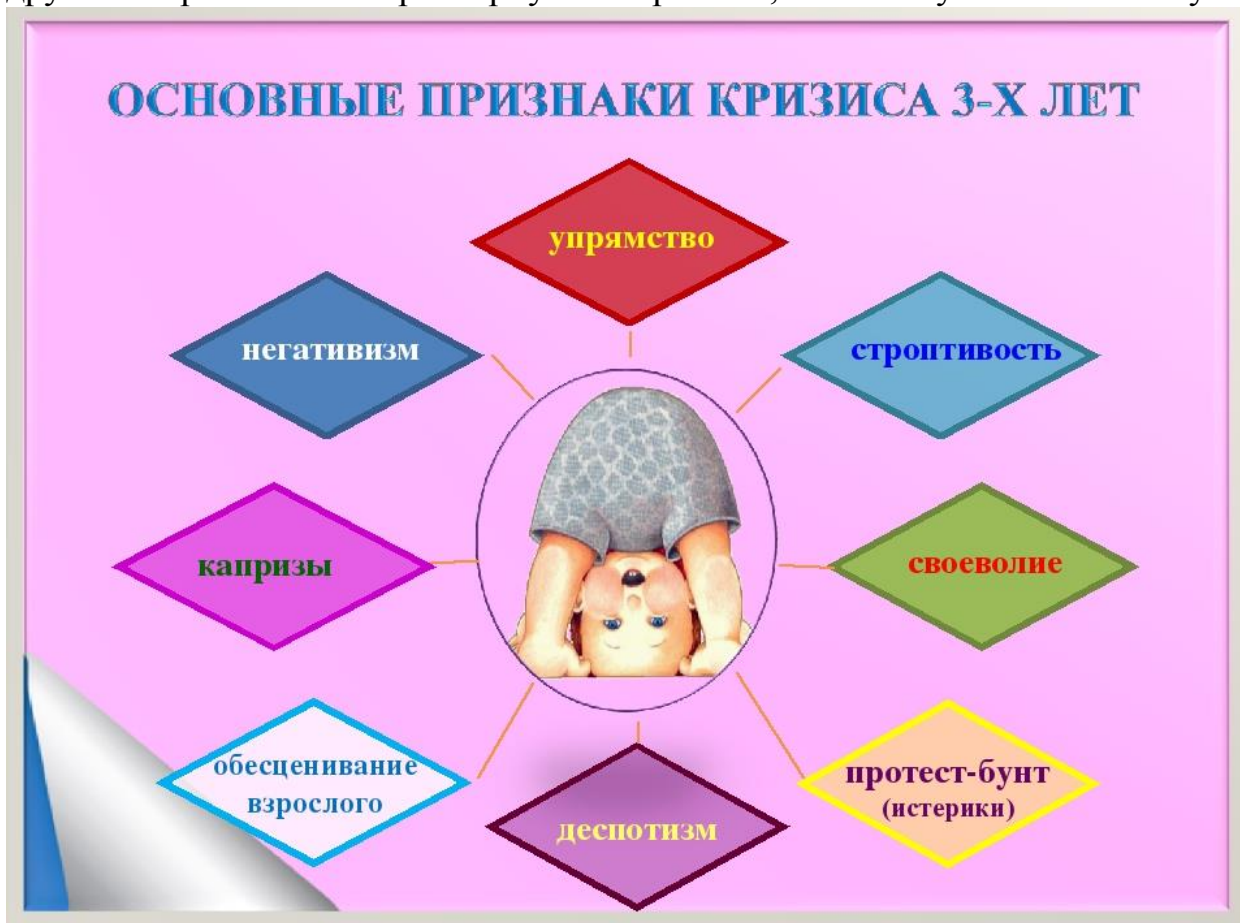 ОСНОВНЫЕ ПРИЗНАКИ КРИЗИСА 3-Х ЛЕТ
упрямство
негативизм
строптивость
капризы
своеволие
обесценивание
взрослого
протест-бунт
(истерики)
деспотизм